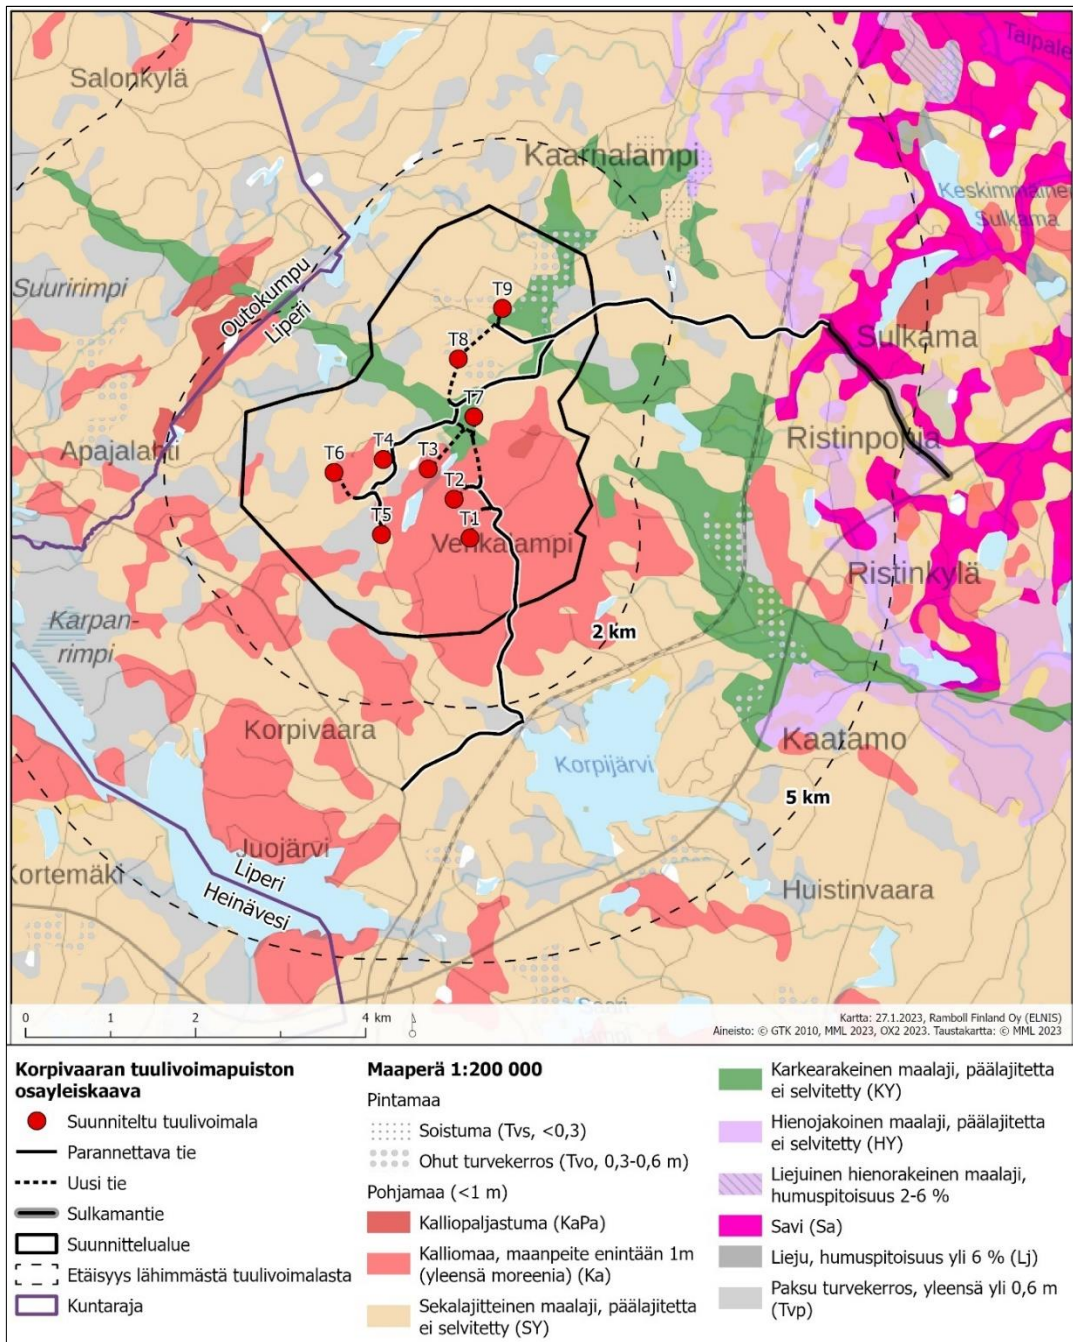 Salonkylä
Taipale
Kaarnalampi
Keskimmäinen
Sulkama
Suuririmpi
Outokumpu
Liperi
T9
T8
Sulkama
T7
Ristinpohja
Apajalahti
T4
T6
T3
T2
T5
T1
Venkalampi
Ristinkylä
Karpan-
rimpi
2 km
Korpivaara
Kaatamo
Korpijärvi
5 km
Juojärvi
Liperi
Kortemäki
Heinävesi
Huistinvaara
0 1 2 4 km
Kartta: 27.1.2023, Ramboll Finland Oy (ELNIS)
Aineisto: © GTK 2010, MML 2023, OX2 2023. Taustakartta: © MML 2023
Korpivaaran tuulivoimapuiston
osayleiskaava
Suunniteltu tuulivoimala
Parannettava tie
Uusi tie
Sulkamantie
Suunnittelualue
Etäisyys lähimmästä tuulivoimalasta
Kuntaraja
Maaperä 1:200 000
Pintamaa
Soistuma (Tvs, <0,3)
Ohut turvekerros (Tvo, 0,3-0,6 m)
Pohjamaa (<1 m)
Kalliopaljastuma (KaPa)
Kalliomaa, maanpeite enintään 1m
(yleensä moreenia) (Ka)
Sekalajitteinen maalaji, päälajitetta
ei selvitetty (SY)
Karkearakeinen maalaji, päälajitetta
ei selvitetty (KY)
Hienojakoinen maalaji, päälajitetta
ei selvitetty (HY)
Liejuinen hienorakeinen maalaji,
humuspitoisuus 2-6 %
Savi (Sa)
Lieju, humuspitoisuus yli 6 % (Lj)
Paksu turvekerros, yleensä yli 0,6 m
(Tvp)